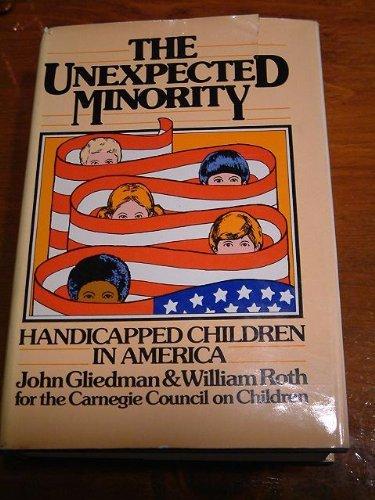 THE
UNEXPECTED
MINORITY
HANDICAPPED CHILDREN
IN AMERICA
John Gliedman & William Roth
for the Carnegie Council on Children